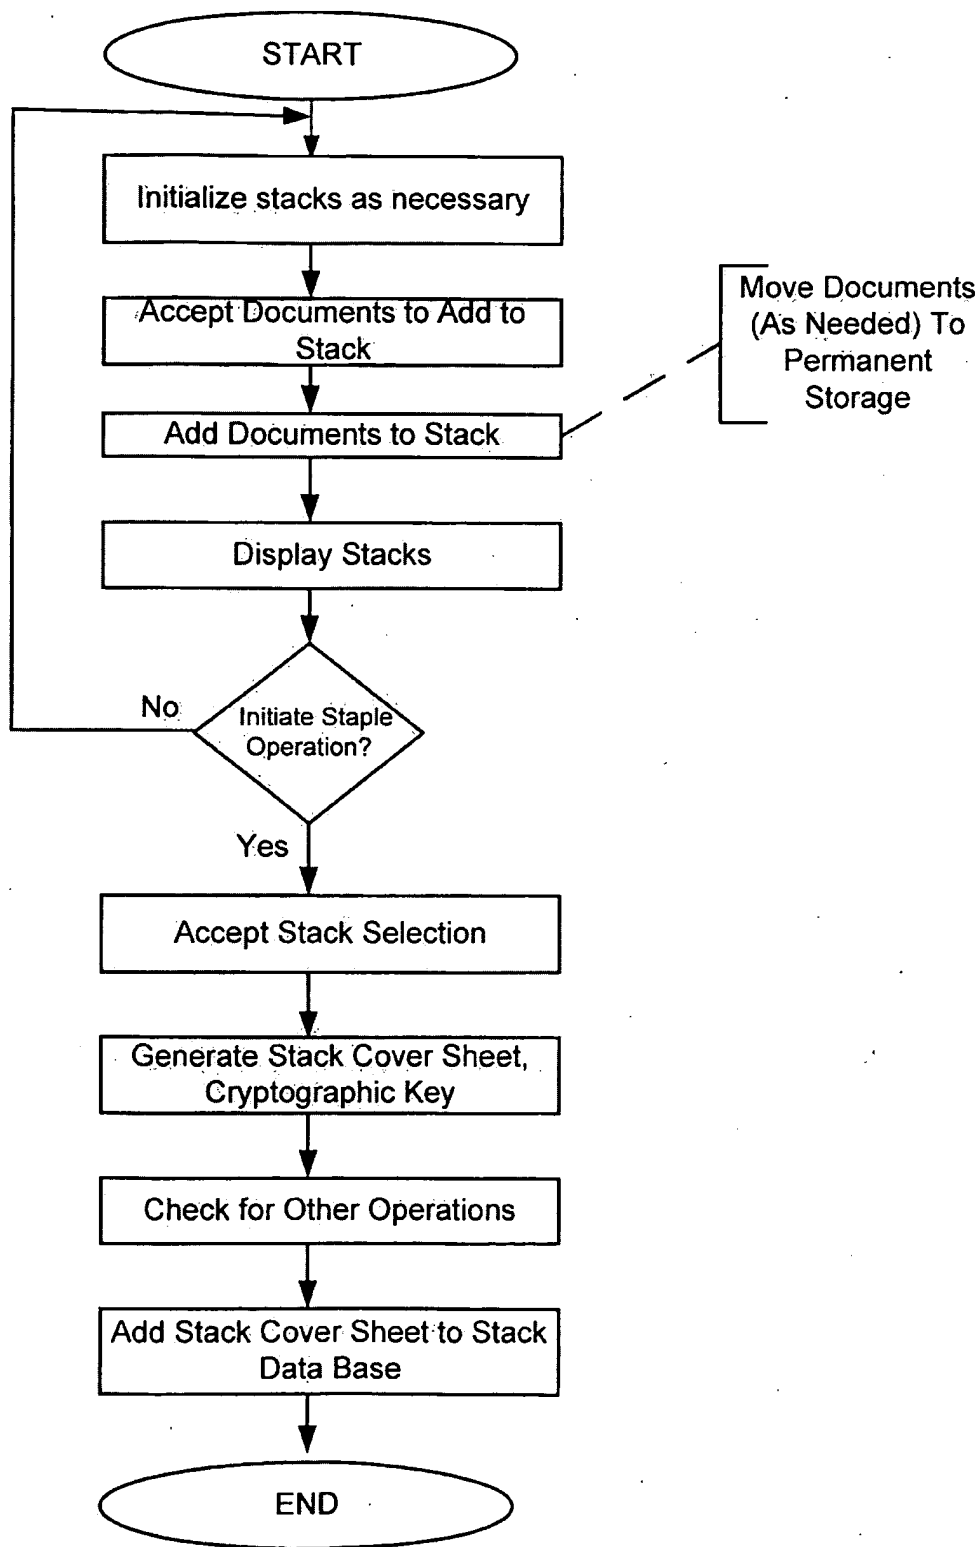 START
Initialize stacks as necessary
Accept Documents to Add to
Stack
Move Documents
(As Needed) To
Permanent
Storage
Add Documents to Stack
Display Stacks
No
Initiate Staple
Operation?
Yes
Accept Stack Selection
Generate Stack Cover Sheet,
Cryptographic Key
Check for Other Operations
Add Stack Cover Sheet to Stack
Data Base
END